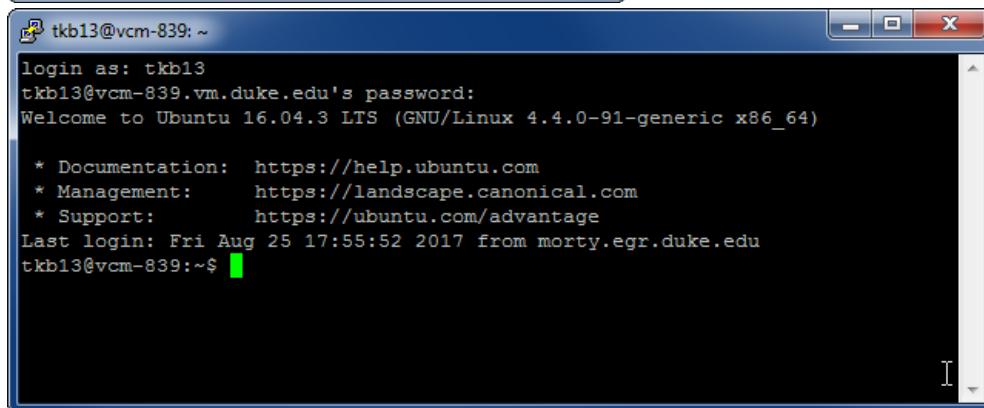 tkb13@vcm-839: ~
login as: tkb13
tkb13@vcm-839.vm.duke.edu's password:
Welcome to Ubuntu 16.04.3 LTS (GNU/Linux 4.4.0-91-generic x86_64)
* Documentation:  https://help.ubuntu.com
* Management:     https://landscape.canonical.com
* Support:        https://ubuntu.com/advantage
Last login: Fri Aug 25 17:55:52 2017 from morty.egr.duke.edu
tkb13@vcm-839:~$